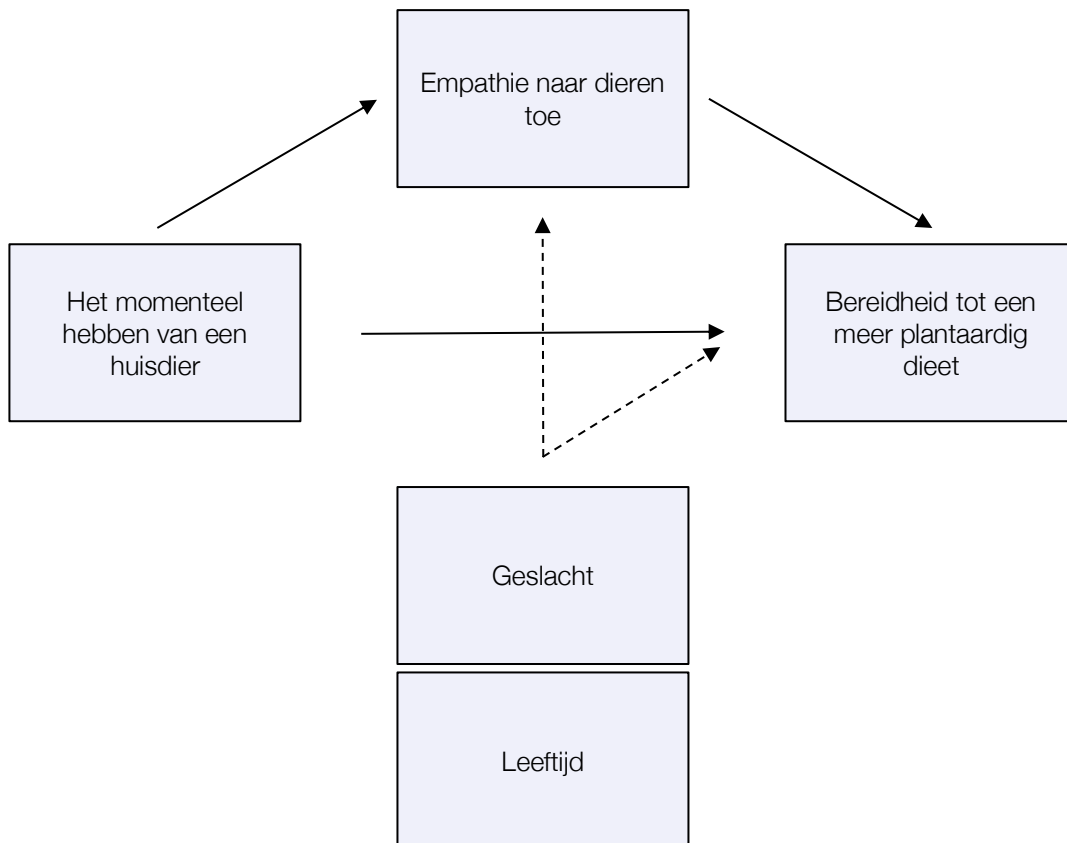 Empathie naar dieren
toe
Het momenteel
hebben van een
huisdier
Bereidheid tot een
meer plantaardig
dieet
Geslacht
Leeftijd